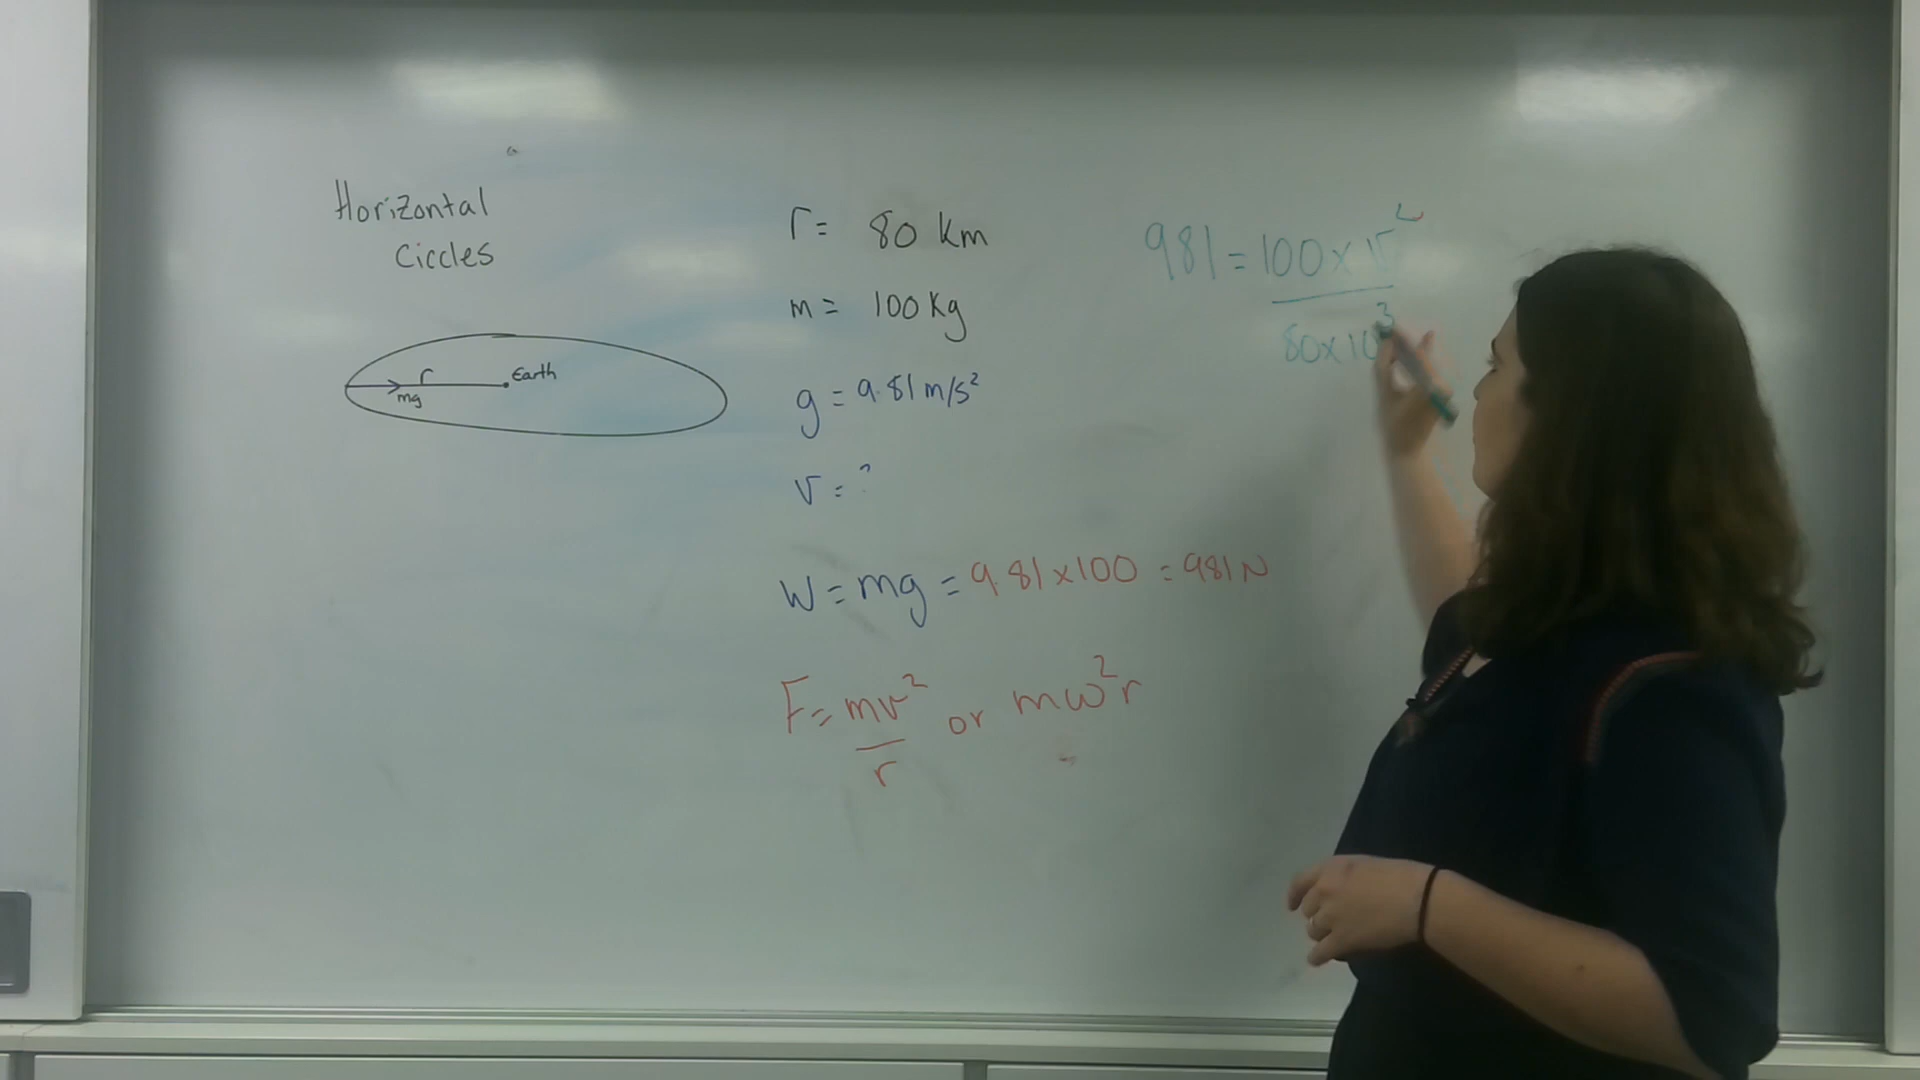 Horizontal
Circles
r
Earth
mg
r = 80 km
m = 100 Kg
g = 9.81 m/s²
v = ?
W = mg = 9.81 x 100 = 981 N
F = mv² or mω²r
r
981 = 100 x v²
80 x 10³